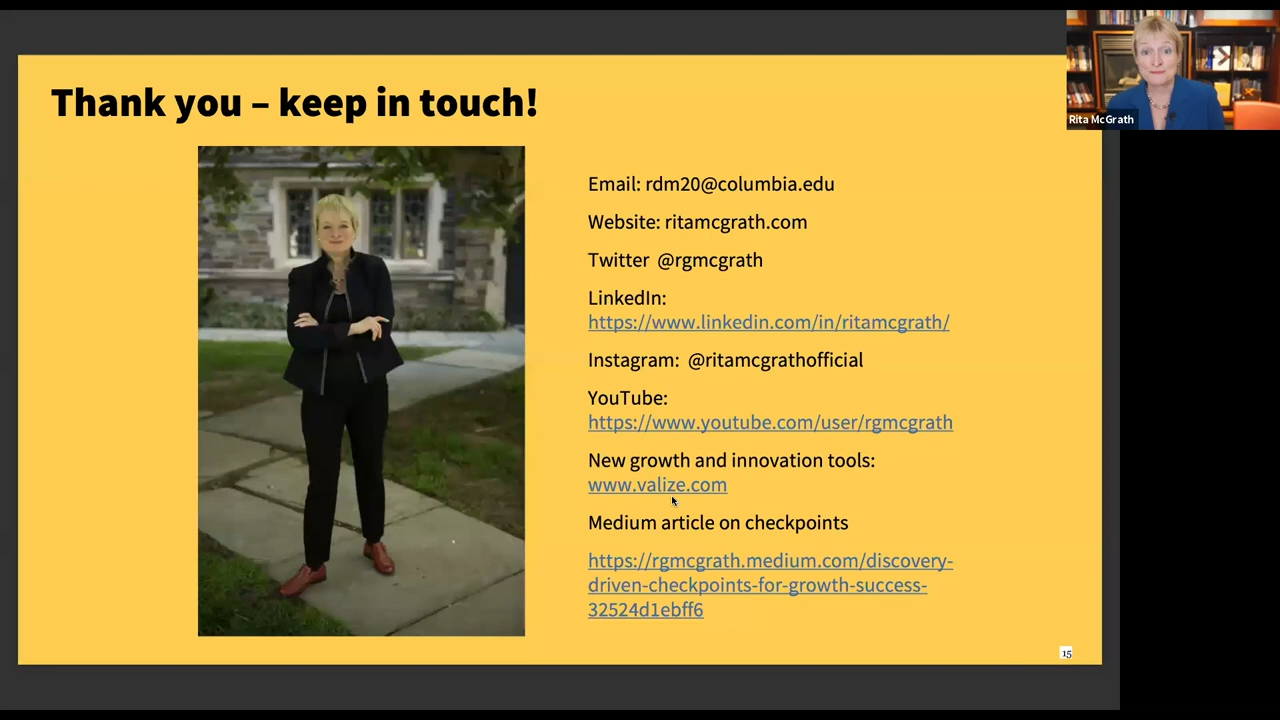 Thank you – keep in touch!
Rita McGrath
Email: rdm20@columbia.edu
Website: ritamcgrath.com
Twitter @rgmcgrath
LinkedIn:
https://www.linkedin.com/in/ritamcgrath/
Instagram: @ritamcgrathofficial
YouTube:
https://www.youtube.com/user/rgmcgrath
New growth and innovation tools:
www.valize.com
Medium article on checkpoints
https://rgmcgrath.medium.com/discovery-
driven-checkpoints-for-growth-success-
32524d1ebff6
15